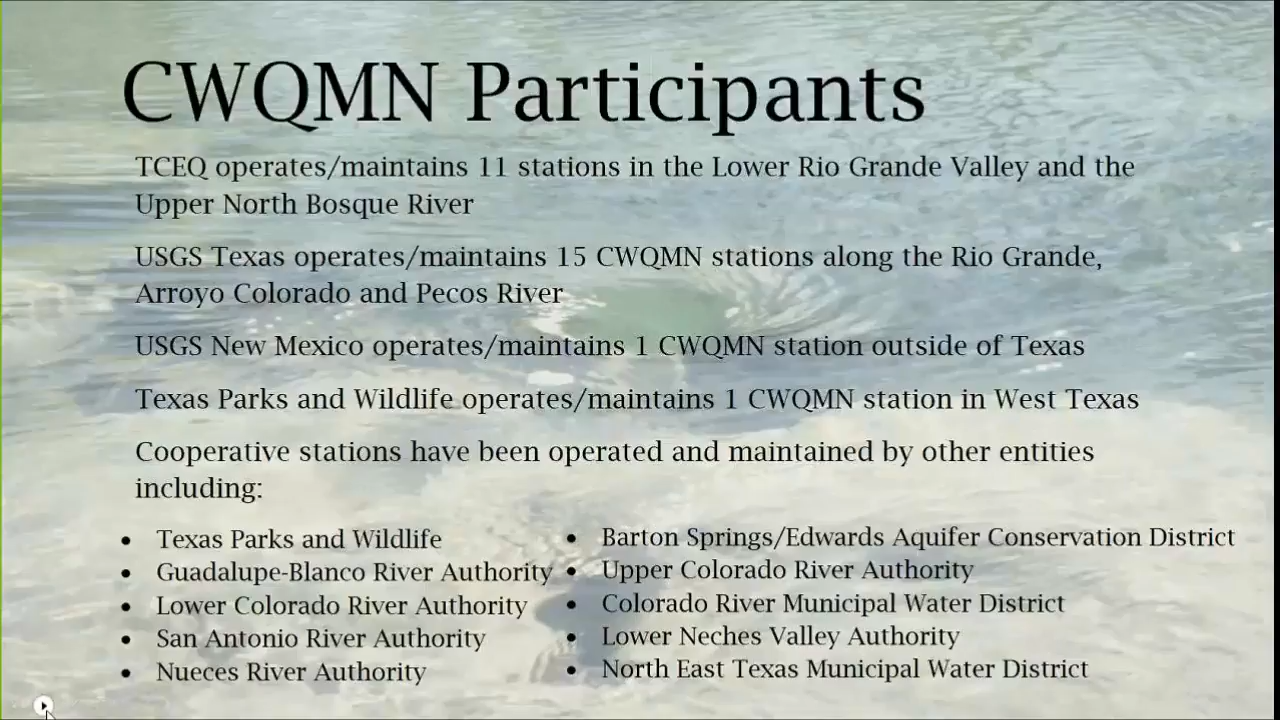 CWQMN Participants
TCEQ operates/maintains 11 stations in the Lower Rio Grande Valley and the
Upper North Bosque River
USGS Texas operates/maintains 15 CWQMN stations along the Rio Grande,
Arroyo Colorado and Pecos River
USGS New Mexico operates/maintains 1 CWQMN station outside of Texas
Texas Parks and Wildlife operates/maintains 1 CWQMN station in West Texas
Cooperative stations have been operated and maintained by other entities
including:
• Texas Parks and Wildlife
• Guadalupe-Blanco River Authority
• Lower Colorado River Authority
• San Antonio River Authority
• Nueces River Authority
• Barton Springs/Edwards Aquifer Conservation District
• Upper Colorado River Authority
• Colorado River Municipal Water District
• Lower Neches Valley Authority
• North East Texas Municipal Water District